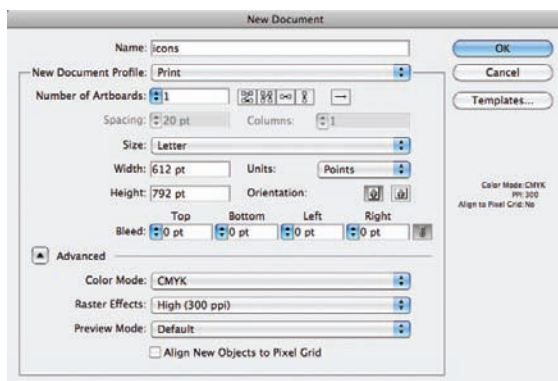 New Document
Name: icons
OK
New Document Profile: Print
Cancel
Number of Artboards: 1
Templates...
Spacing: 20 pt Columns: 1
Size: Letter
Width: 612 pt Units: Points
Height: 792 pt Orientation:
Color Mode:CMYK
PPI:300
Align to Pixel Grid:No
Top Bottom Left Right
Bleed: 0 pt 0 pt 0 pt 0 pt
Advanced
Color Mode: CMYK
Raster Effects: High (300 ppi)
Preview Mode: Default
Align New Objects to Pixel Grid